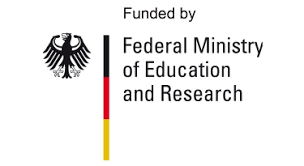 Funded by
Federal Ministry
of Education
and Research